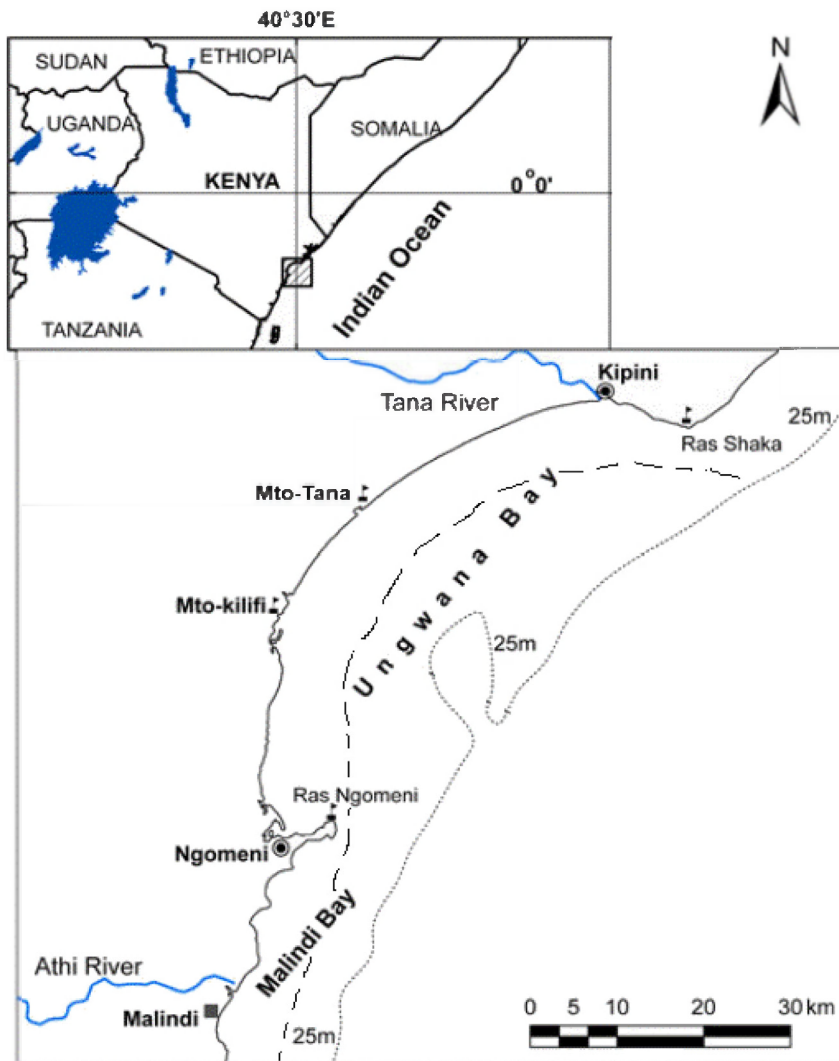 40°30'E
N
SUDAN
ETHIOPIA
UGANDA
SOMALIA
KENYA
0°0'
Indian Ocean
TANZANIA
Kipini
Tana River
25m
Ras Shaka
Mto-Tana
Ungwana Bay
Mto-kilifi
25m
Ras Ngomeni
Ngomeni
Malindi Bay
Athi River
Malindi
25m
0 5 10 20 30 km